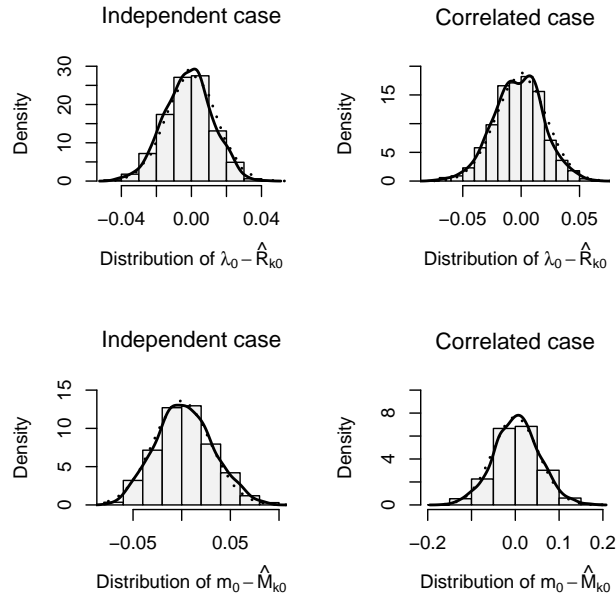 Independent case
Density
0 10 20 30
−0.04 0.00 0.04
Distribution of λ0 − R̂k0
Correlated case
Density
0 5 15
−0.05 0.00 0.05
Distribution of λ0 − R̂k0
Independent case
Density
0 5 10 15
−0.05 0.05
Distribution of m0 − M̂k0
Correlated case
Density
0 4 8
−0.2 0.0 0.1 0.2
Distribution of m0 − M̂k0